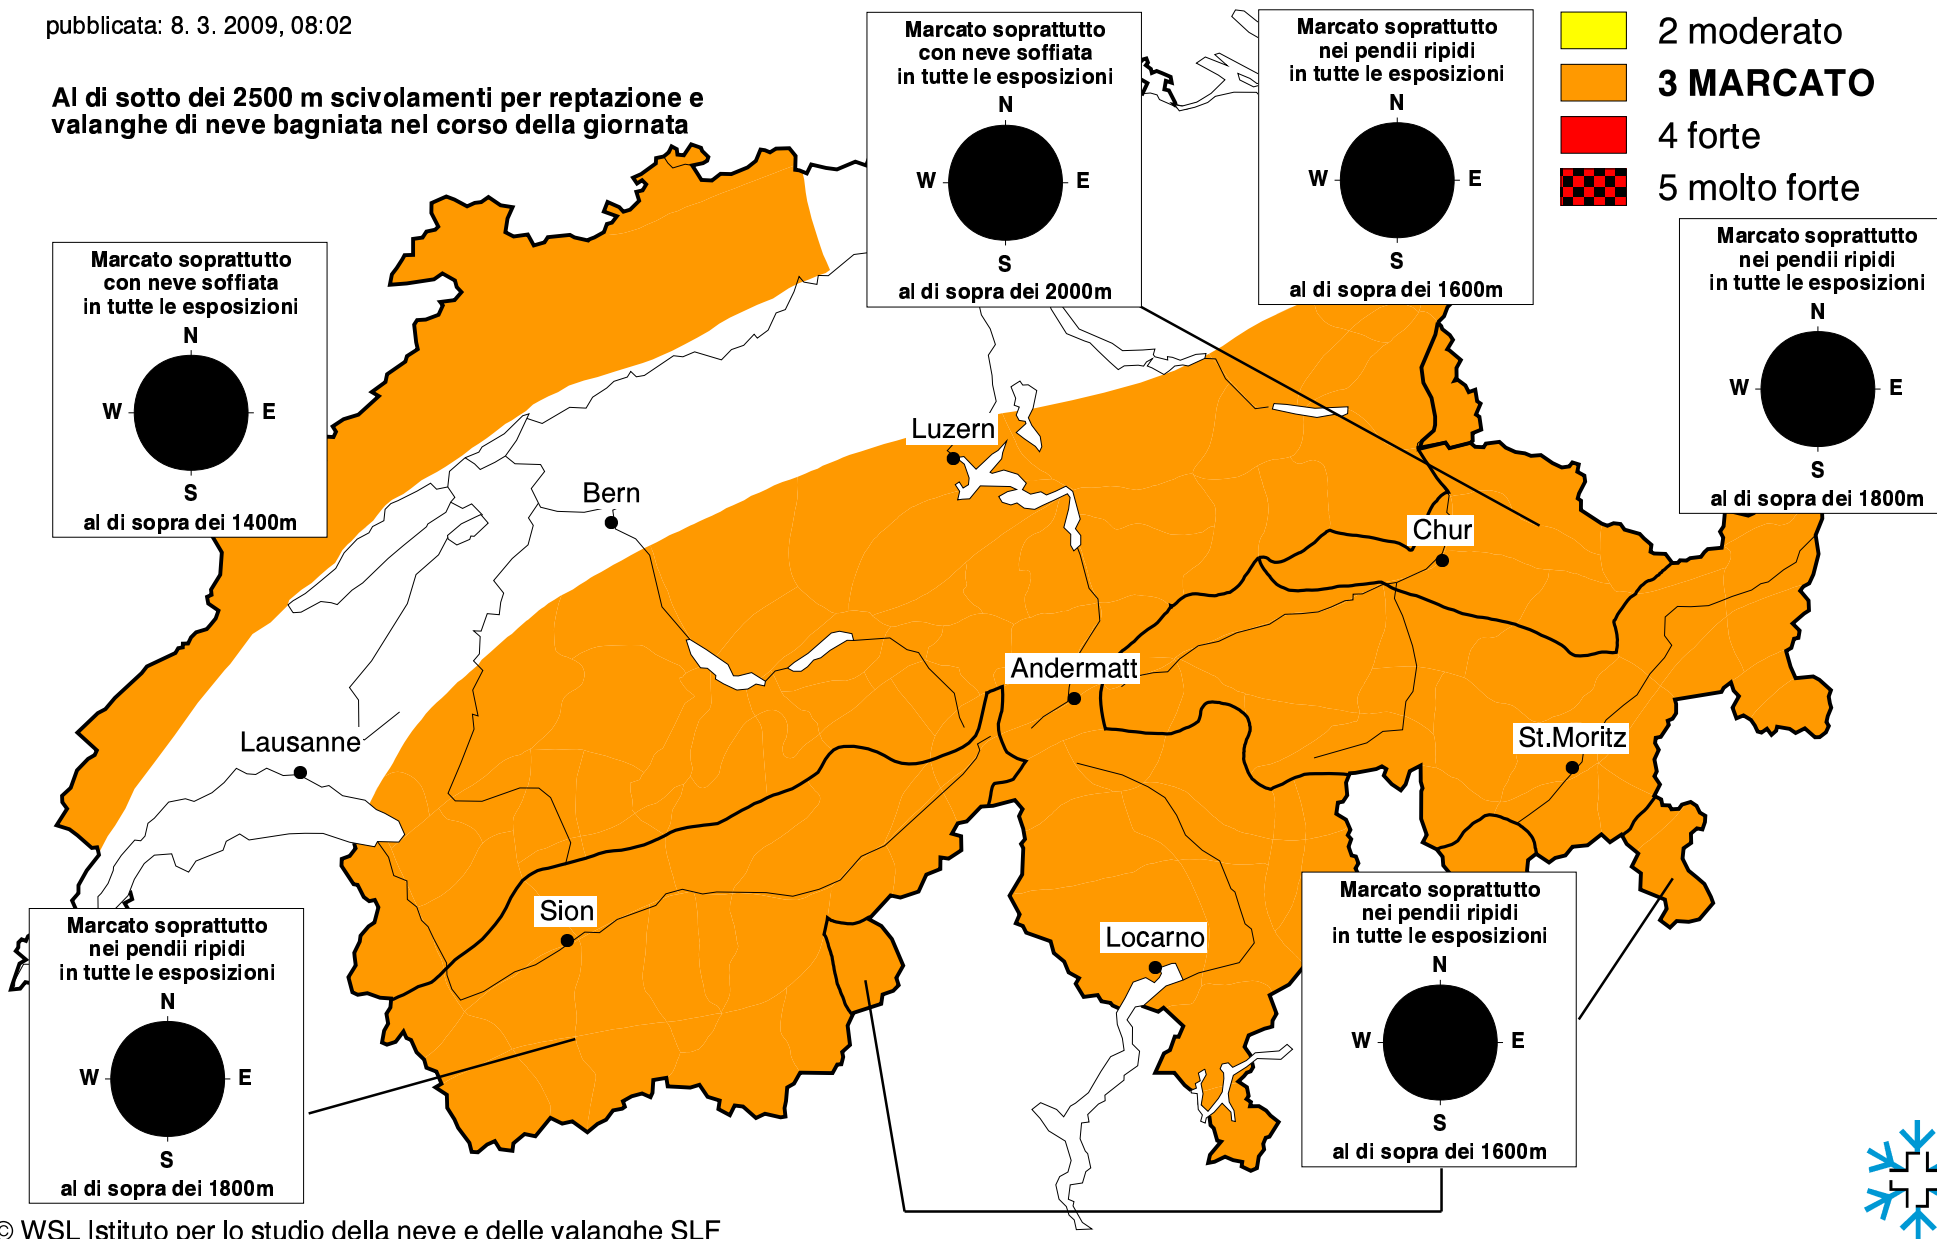 pubblicata: 8. 3. 2009, 08:02
Al di sotto dei 2500 m scivolamenti per reptazione e
valanghe di neve bagniata nel corso della giornata
2 moderato
3 MARCATO
4 forte
5 molto forte
Marcato soprattutto
con neve soffiata
in tutte le esposizioni
N
W E
S
al di sopra dei 2000m
Marcato soprattutto
nei pendii ripidi
in tutte le esposizioni
N
W E
S
al di sopra dei 1600m
Marcato soprattutto
nei pendii ripidi
in tutte le esposizioni
N
W E
S
al di sopra dei 1800m
Marcato soprattutto
con neve soffiata
in tutte le esposizioni
N
W E
S
al di sopra dei 1400m
Luzern
Bern
Chur
Andermatt
St.Moritz
Lausanne
Sion
Locarno
Marcato soprattutto
nei pendii ripidi
in tutte le esposizioni
N
W E
S
al di sopra dei 1800m
Marcato soprattutto
nei pendii ripidi
in tutte le esposizioni
N
W E
S
al di sopra dei 1600m
© WSL Istituto per lo studio della neve e delle valanghe SLF